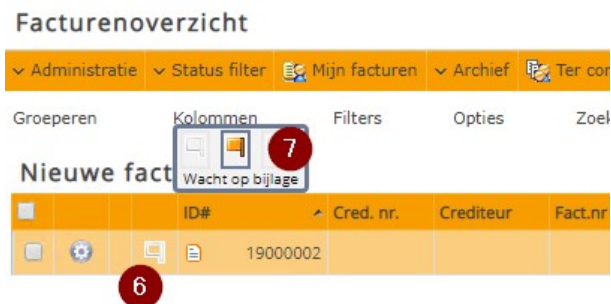 Facturenoverzicht
Administratie Status filter Mijn facturen Archief Ter con
Groeperen Kolommen Filters Opties Zoek
7
Wacht op bijlage
Nieuwe fact
ID# Cred. nr. Crediteur Fact.nr
19000002
6